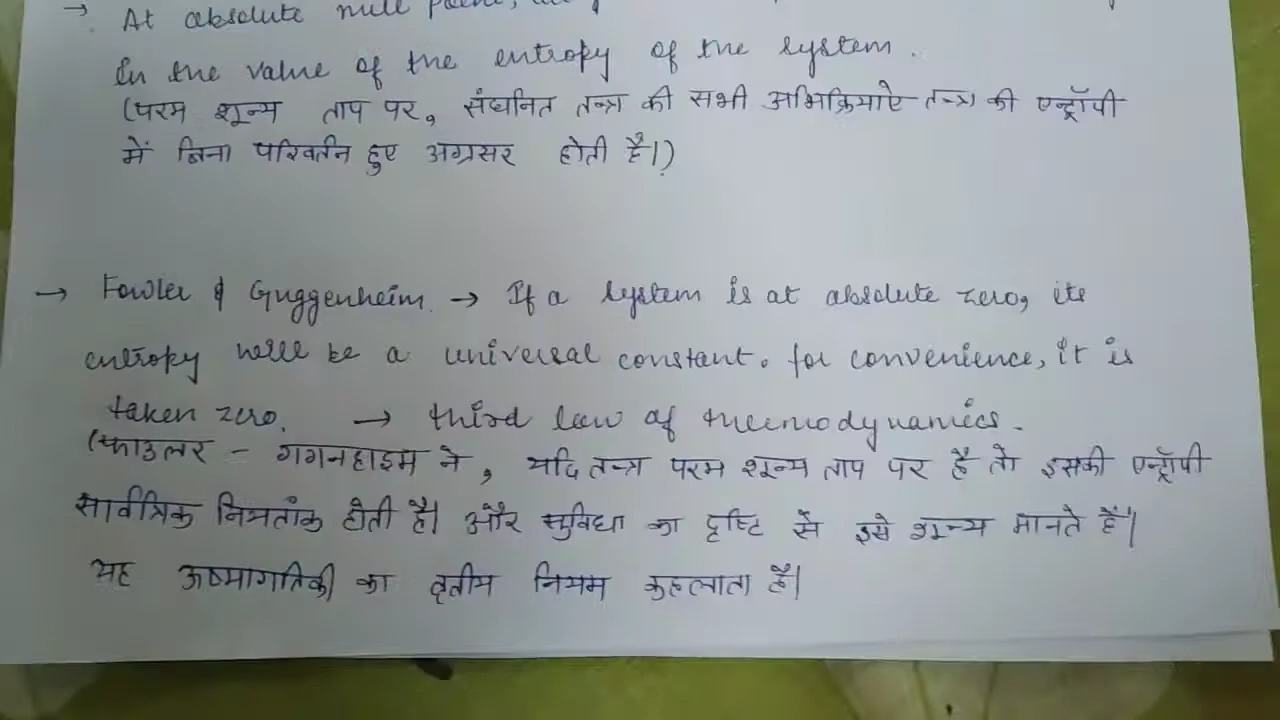 → At absolute null point,
In the value of the entropy of the system.
(परम शून्य ताप पर, संघनित तन्त्र की सभी अभिक्रियाऐ तन्त्र की एन्ट्रॉपी
में बिना परिवर्तन हुए अग्रसर होती है।)
→ Fowler & Guggenheim → If a system is at absolute zero, its
entropy will be a universal constant. for convenience, it is
taken zero. → third law of thermodynamics.
(फाउलर - गगनहाइम ने, यदि तन्त्र परम शून्य ताप पर है तो इसकी एन्ट्रॉपी
सार्वत्रिक नियतांक होती है। और सुविधा का दृष्टि से इसे शून्य मानते हैं।
यह ऊष्मागतिकी का तृतीय नियम कहलाता है।